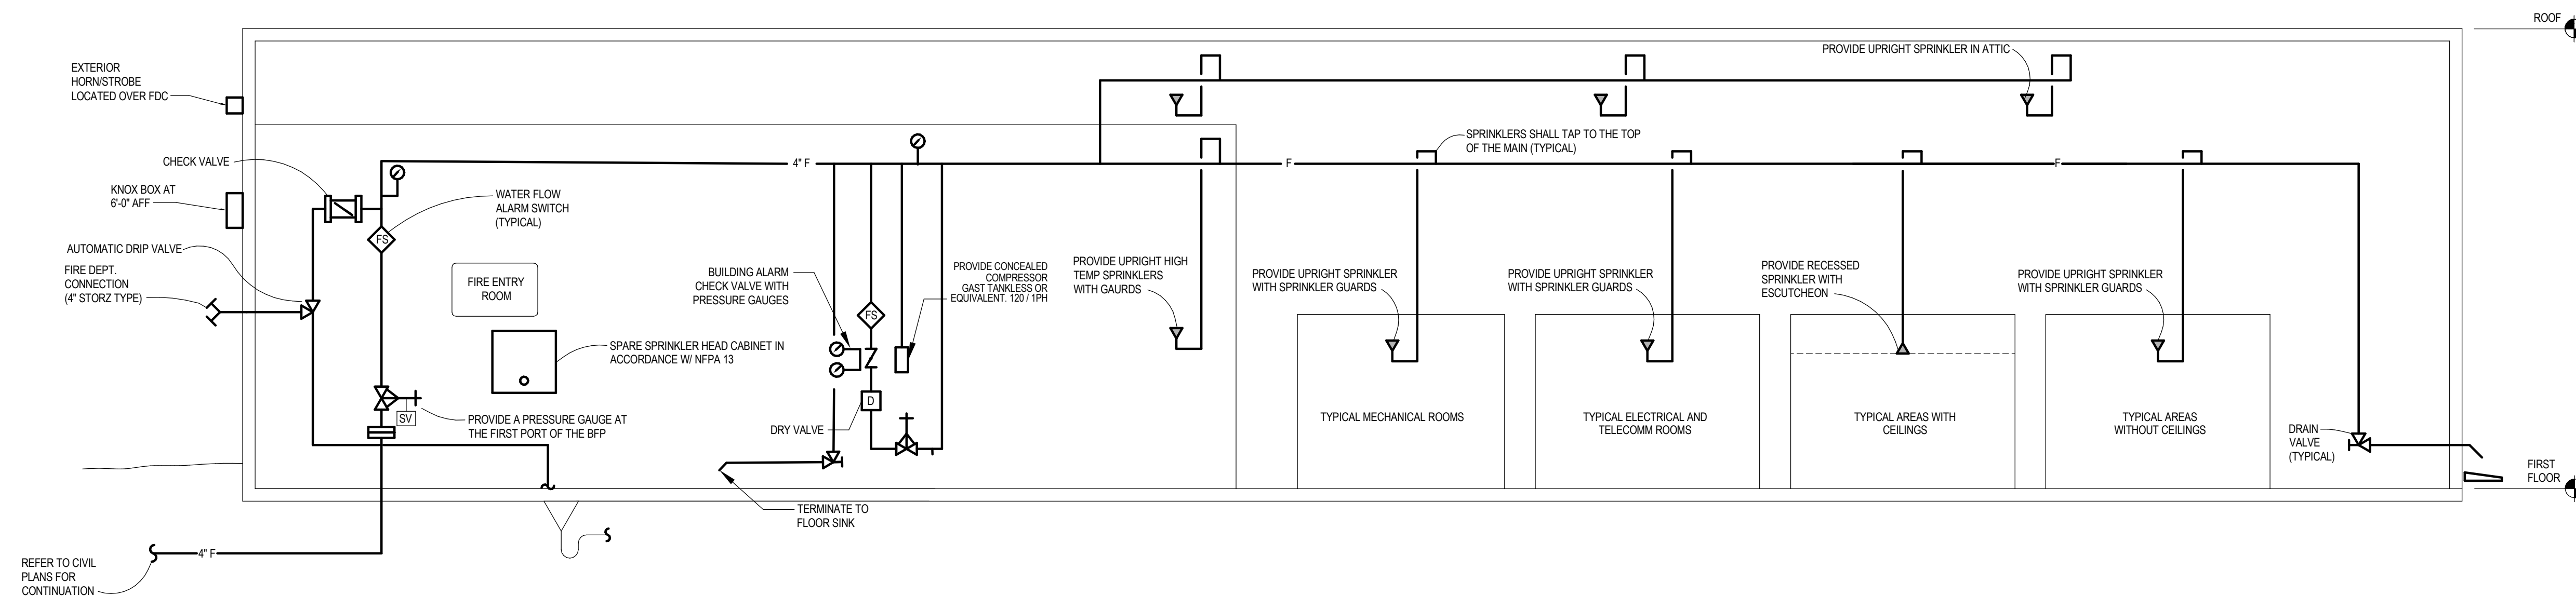 ROOF
PROVIDE UPRIGHT SPRINKLER IN ATTIC
EXTERIOR
HORN/STROBE
LOCATED OVER FDC
SPRINKLERS SHALL TAP TO THE TOP
OF THE MAIN (TYPICAL)
CHECK VALVE
4" F
F
F
KNOX BOX AT
6'-0" AFF
WATER FLOW
ALARM SWITCH
(TYPICAL)
FS
AUTOMATIC DRIP VALVE
FIRE DEPT.
CONNECTION
(4" STORZ TYPE)
FIRE ENTRY
ROOM
BUILDING ALARM
CHECK VALVE WITH
PRESSURE GAUGES
PROVIDE CONCEALED
COMPRESSOR
GAST TANKLESS OR
EQUIVALENT. 120 / 1PH
PROVIDE UPRIGHT HIGH
TEMP SPRINKLERS
WITH GAURDS
PROVIDE UPRIGHT SPRINKLER
WITH SPRINKLER GUARDS
PROVIDE UPRIGHT SPRINKLER
WITH SPRINKLER GUARDS
PROVIDE RECESSED
SPRINKLER WITH
ESCUTCHEON
PROVIDE UPRIGHT SPRINKLER
WITH SPRINKLER GUARDS
FS
SPARE SPRINKLER HEAD CABINET IN
ACCORDANCE W/ NFPA 13
D
SV
PROVIDE A PRESSURE GAUGE AT
THE FIRST PORT OF THE BFP
DRY VALVE
TYPICAL MECHANICAL ROOMS
TYPICAL ELECTRICAL AND
TELECOMM ROOMS
TYPICAL AREAS WITH
CEILINGS
TYPICAL AREAS
WITHOUT CEILINGS
DRAIN
VALVE
(TYPICAL)
FIRST
FLOOR
TERMINATE TO
FLOOR SINK
4" F
REFER TO CIVIL
PLANS FOR
CONTINUATION